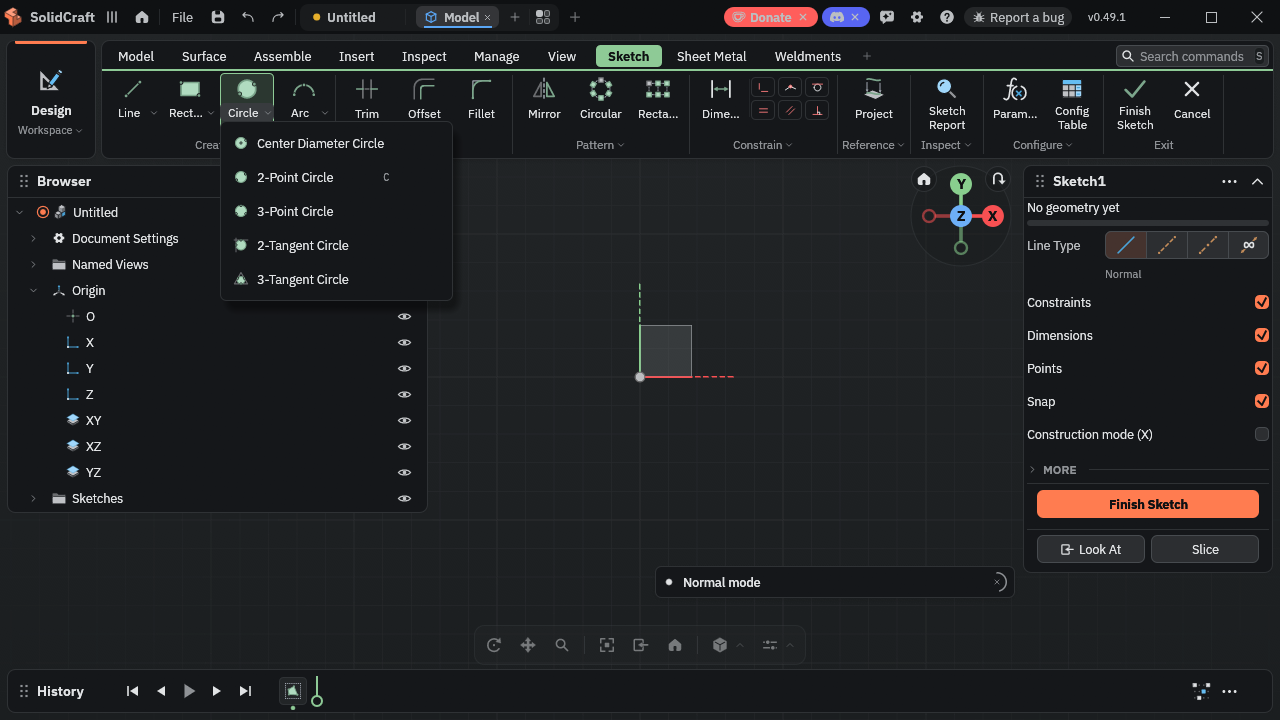 SolidCraft
File
Untitled
Model
Donate
Report a bug
v0.49.1
Design
Workspace
Model
Surface
Assemble
Insert
Inspect
Manage
View
Sketch
Sheet Metal
Weldments
Search commands
S
Line
Rect...
Circle
Arc
Trim
Offset
Fillet
Mirror
Circular
Recta...
Dime...
Project
Sketch
Report
Param...
Config
Table
Finish
Sketch
Cancel
Pattern
Constrain
Reference
Inspect
Configure
Exit
Center Diameter Circle
2-Point Circle
C
3-Point Circle
2-Tangent Circle
3-Tangent Circle
Browser
Untitled
Document Settings
Named Views
Origin
O
X
Y
Z
XY
XZ
YZ
Sketches
Y
Z
X
Sketch1
No geometry yet
Line Type
Normal
Constraints
Dimensions
Points
Snap
Construction mode (X)
MORE
Finish Sketch
Look At
Slice
Normal mode
History